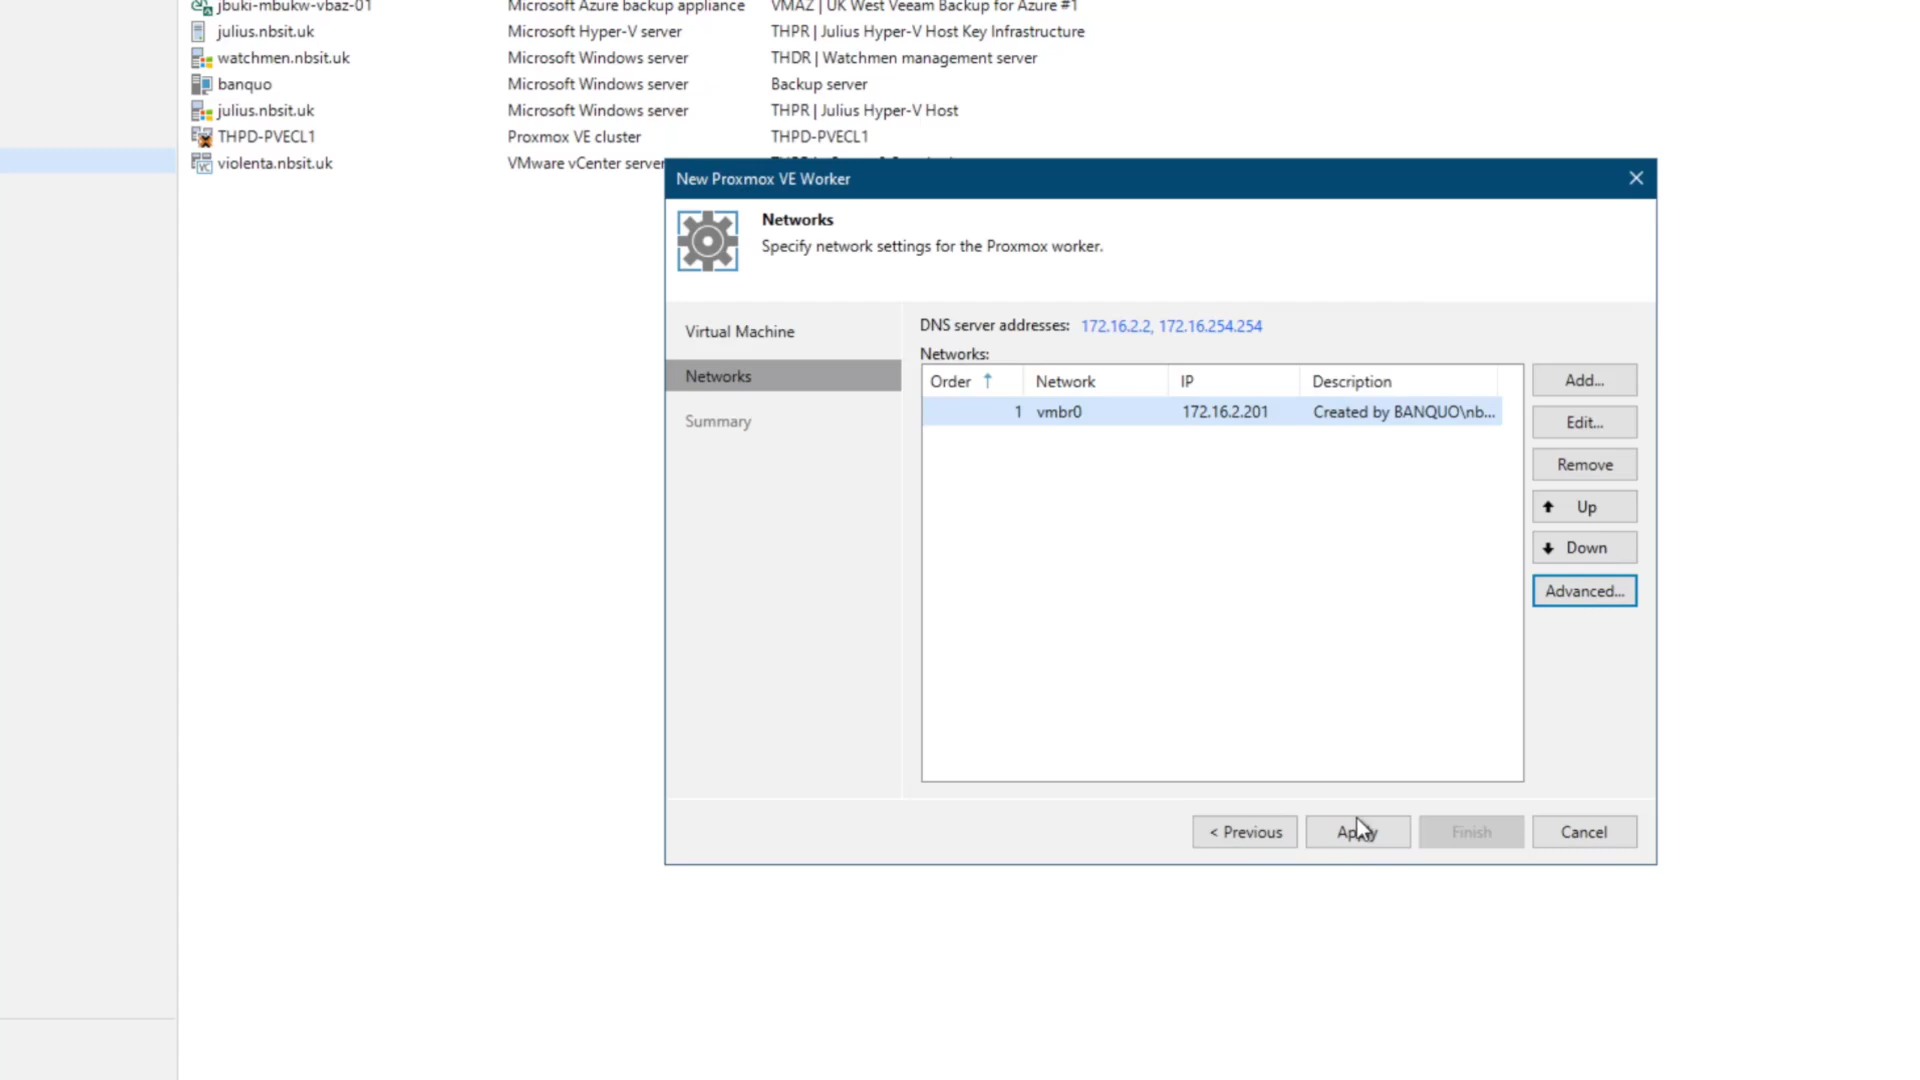 jbuki-mbukw-vbaz-01 Microsoft Azure backup appliance VMAZ | UK West Veeam Backup for Azure #1
julius.nbsit.uk Microsoft Hyper-V server THPR | Julius Hyper-V Host Key Infrastructure
watchmen.nbsit.uk Microsoft Windows server THDR | Watchmen management server
banquo Microsoft Windows server Backup server
julius.nbsit.uk Microsoft Windows server THPR | Julius Hyper-V Host
THPD-PVECL1 Proxmox VE cluster THPD-PVECL1
violenta.nbsit.uk VMware vCenter server
New Proxmox VE Worker
Networks
Specify network settings for the Proxmox worker.
Virtual Machine
Networks
Summary
DNS server addresses: 172.16.2.2, 172.16.254.254
Networks:
Order Network IP Description
1 vmbr0 172.16.2.201 Created by BANQUO\nb...
Add...
Edit...
Remove
Up
Down
Advanced...
< Previous Apply Finish Cancel